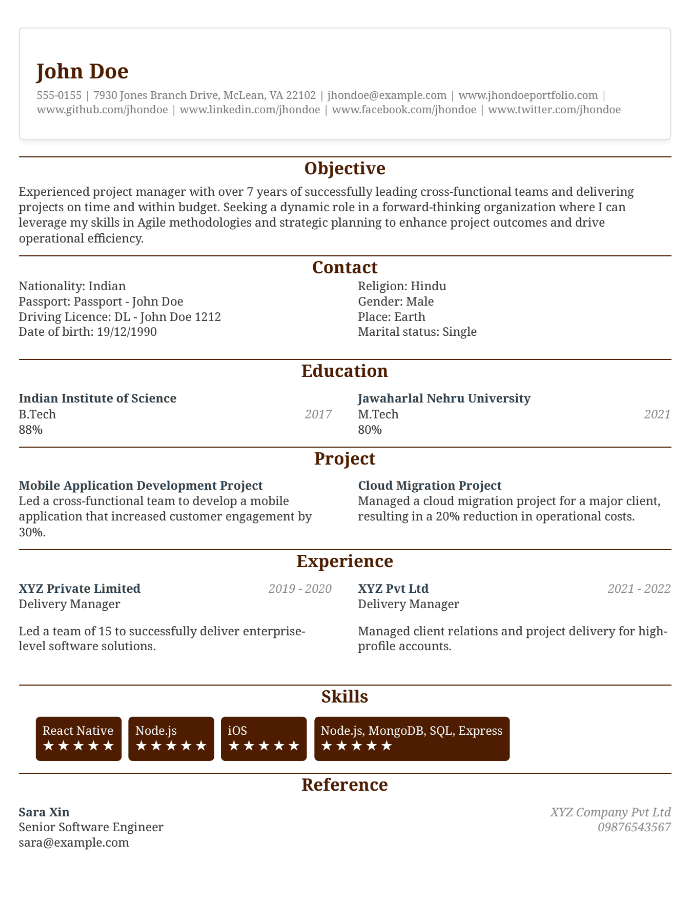 John Doe
555-0155 | 7930 Jones Branch Drive, McLean, VA 22102 | jhondoe@example.com | www.jhondoeportfolio.com |
www.github.com/jhondoe | www.linkedin.com/jhondoe | www.facebook.com/jhondoe | www.twitter.com/jhondoe
Objective
Experienced project manager with over 7 years of successfully leading cross-functional teams and delivering
projects on time and within budget. Seeking a dynamic role in a forward-thinking organization where I can
leverage my skills in Agile methodologies and strategic planning to enhance project outcomes and drive
operational efficiency.
Contact
Nationality: Indian
Passport: Passport - John Doe
Driving Licence: DL - John Doe 1212
Date of birth: 19/12/1990
Religion: Hindu
Gender: Male
Place: Earth
Marital status: Single
Education
Indian Institute of Science
B.Tech 2017
88%
Jawaharlal Nehru University
M.Tech 2021
80%
Project
Mobile Application Development Project
Led a cross-functional team to develop a mobile
application that increased customer engagement by
30%.
Cloud Migration Project
Managed a cloud migration project for a major client,
resulting in a 20% reduction in operational costs.
Experience
XYZ Private Limited 2019 - 2020
Delivery Manager
Led a team of 15 to successfully deliver enterprise-
level software solutions.
XYZ Pvt Ltd 2021 - 2022
Delivery Manager
Managed client relations and project delivery for high-
profile accounts.
Skills
React Native
★★★★★
Node.js
★★★★★
iOS
★★★★★
Node.js, MongoDB, SQL, Express
★★★★★
Reference
Sara Xin XYZ Company Pvt Ltd
Senior Software Engineer 09876543567
sara@example.com